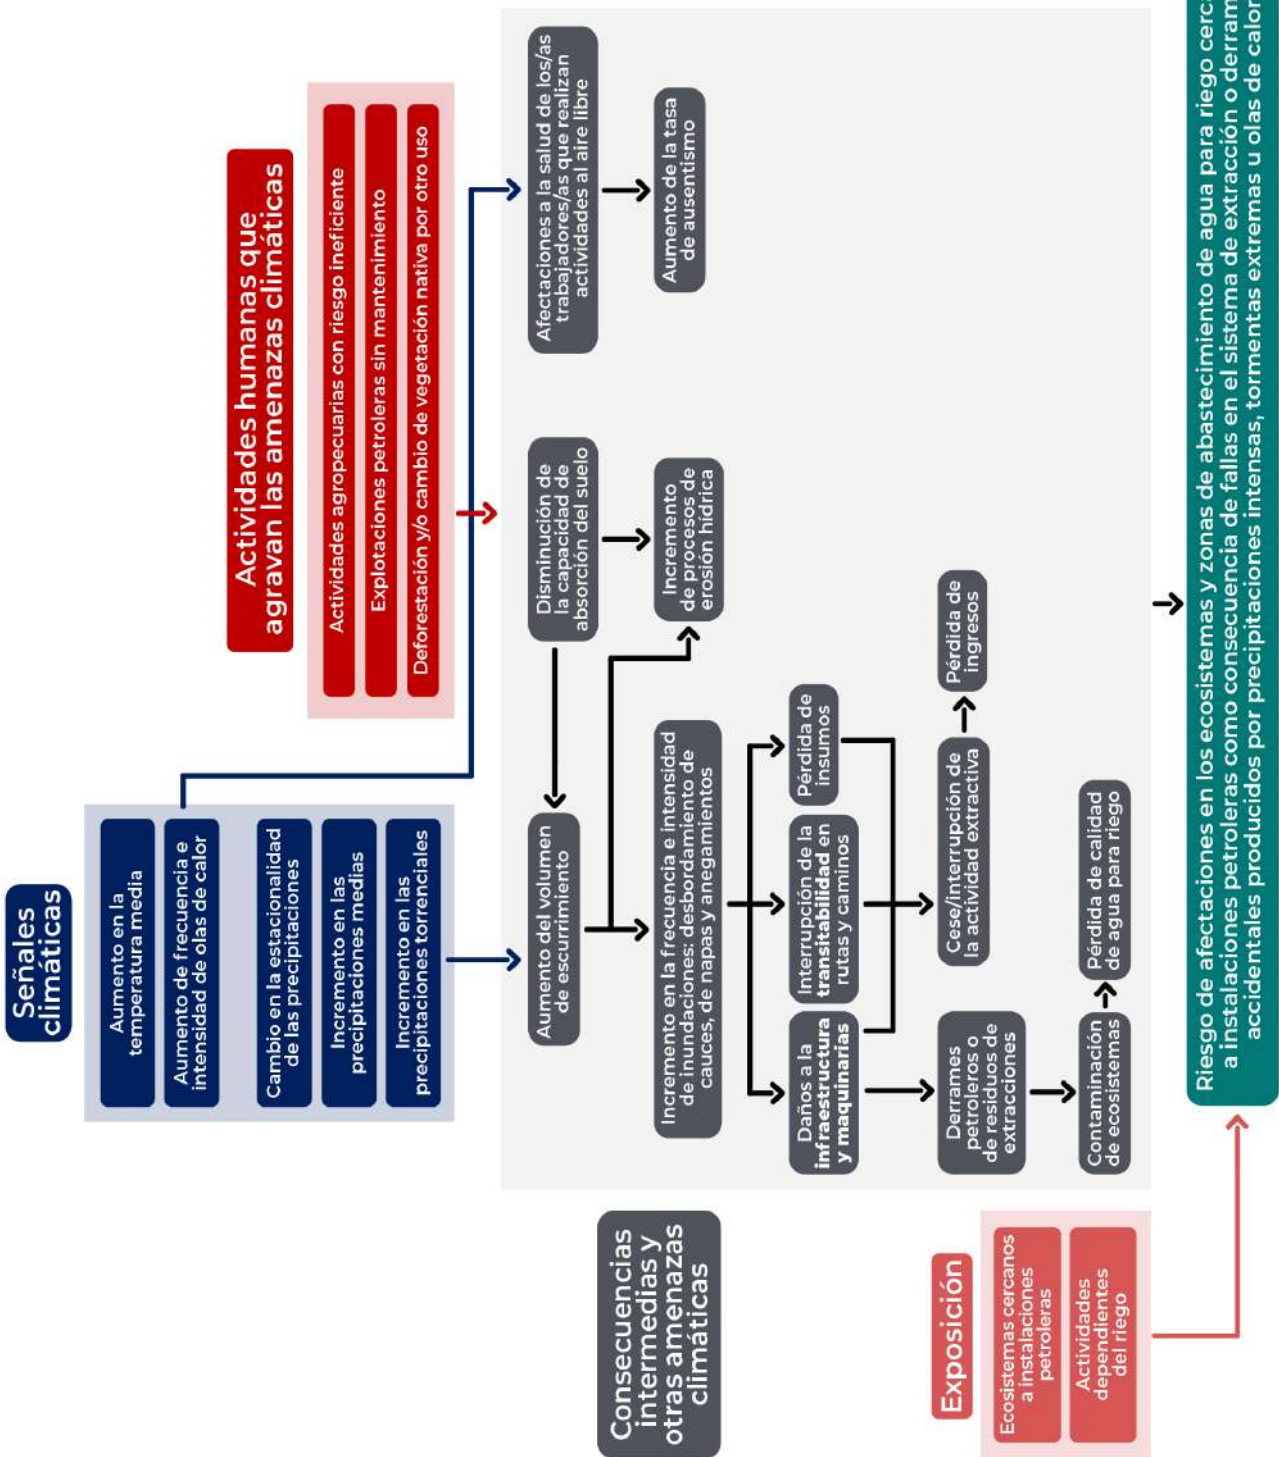 Señales
climáticas
Aumento en la
temperatura media
Aumento de frecuencia e
intensidad de olas de calor
Cambio en la estacionalidad
de las precipitaciones
Incremento en las
precipitaciones medias
Incremento en las
precipitaciones torrenciales
Actividades humanas que
agravan las amenazas climáticas
Actividades agropecuarias con riesgo ineficiente
Explotaciones petroleras sin mantenimiento
Deforestación y/o cambio de vegetación nativa por otro uso
Consecuencias
intermedias y
otras amenazas
climáticas
Aumento del volumen
de escurrimiento
Disminución de
la capacidad de
absorción del suelo
Afectaciones a la salud de los/as
trabajadores/as que realizan
actividades al aire libre
Incremento en la frecuencia e intensidad
de inundaciones: desbordamiento de
cauces, de napas y anegamientos
Incremento
de procesos de
erosión hídrica
Aumento de la tasa
de ausentismo
Daños a la
infraestructura
y maquinarias
Interrupción de la
transitabilidad en
rutas y caminos
Pérdida de
insumos
Derrames
petroleros o
de residuos de
extracciones
Cese/interrupción de
la actividad extractiva
Pérdida de
ingresos
Contaminación
de ecosistemas
Pérdida de calidad
de agua para riego
Exposición
Ecosistemas cercanos
a instalaciones
petroleras
Actividades
dependientes
del riego
Riesgo de afectaciones en los ecosistemas y zonas de abastecimiento de agua para riego
a instalaciones petroleras como consecuencia de fallas en el sistema de extracción o
accidentales producidos por precipitaciones intensas, tormentas extremas u olas de calor